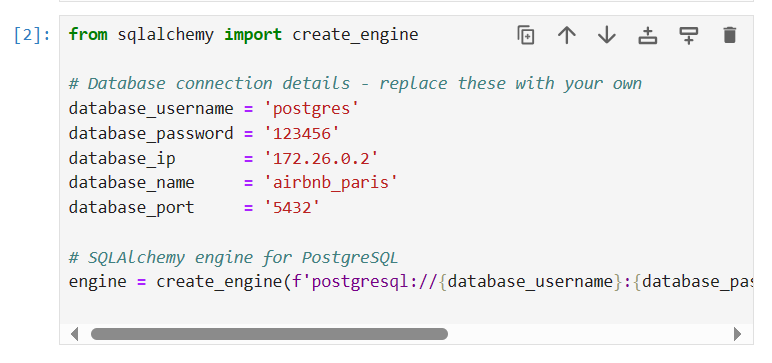 [2]: from sqlalchemy import create_engine
# Database connection details - replace these with your own
database_username = 'postgres'
database_password = '123456'
database_ip       = '172.26.0.2'
database_name     = 'airbnb_paris'
database_port     = '5432'
# SQLAlchemy engine for PostgreSQL
engine = create_engine(f'postgresql://{database_username}:{database_pas